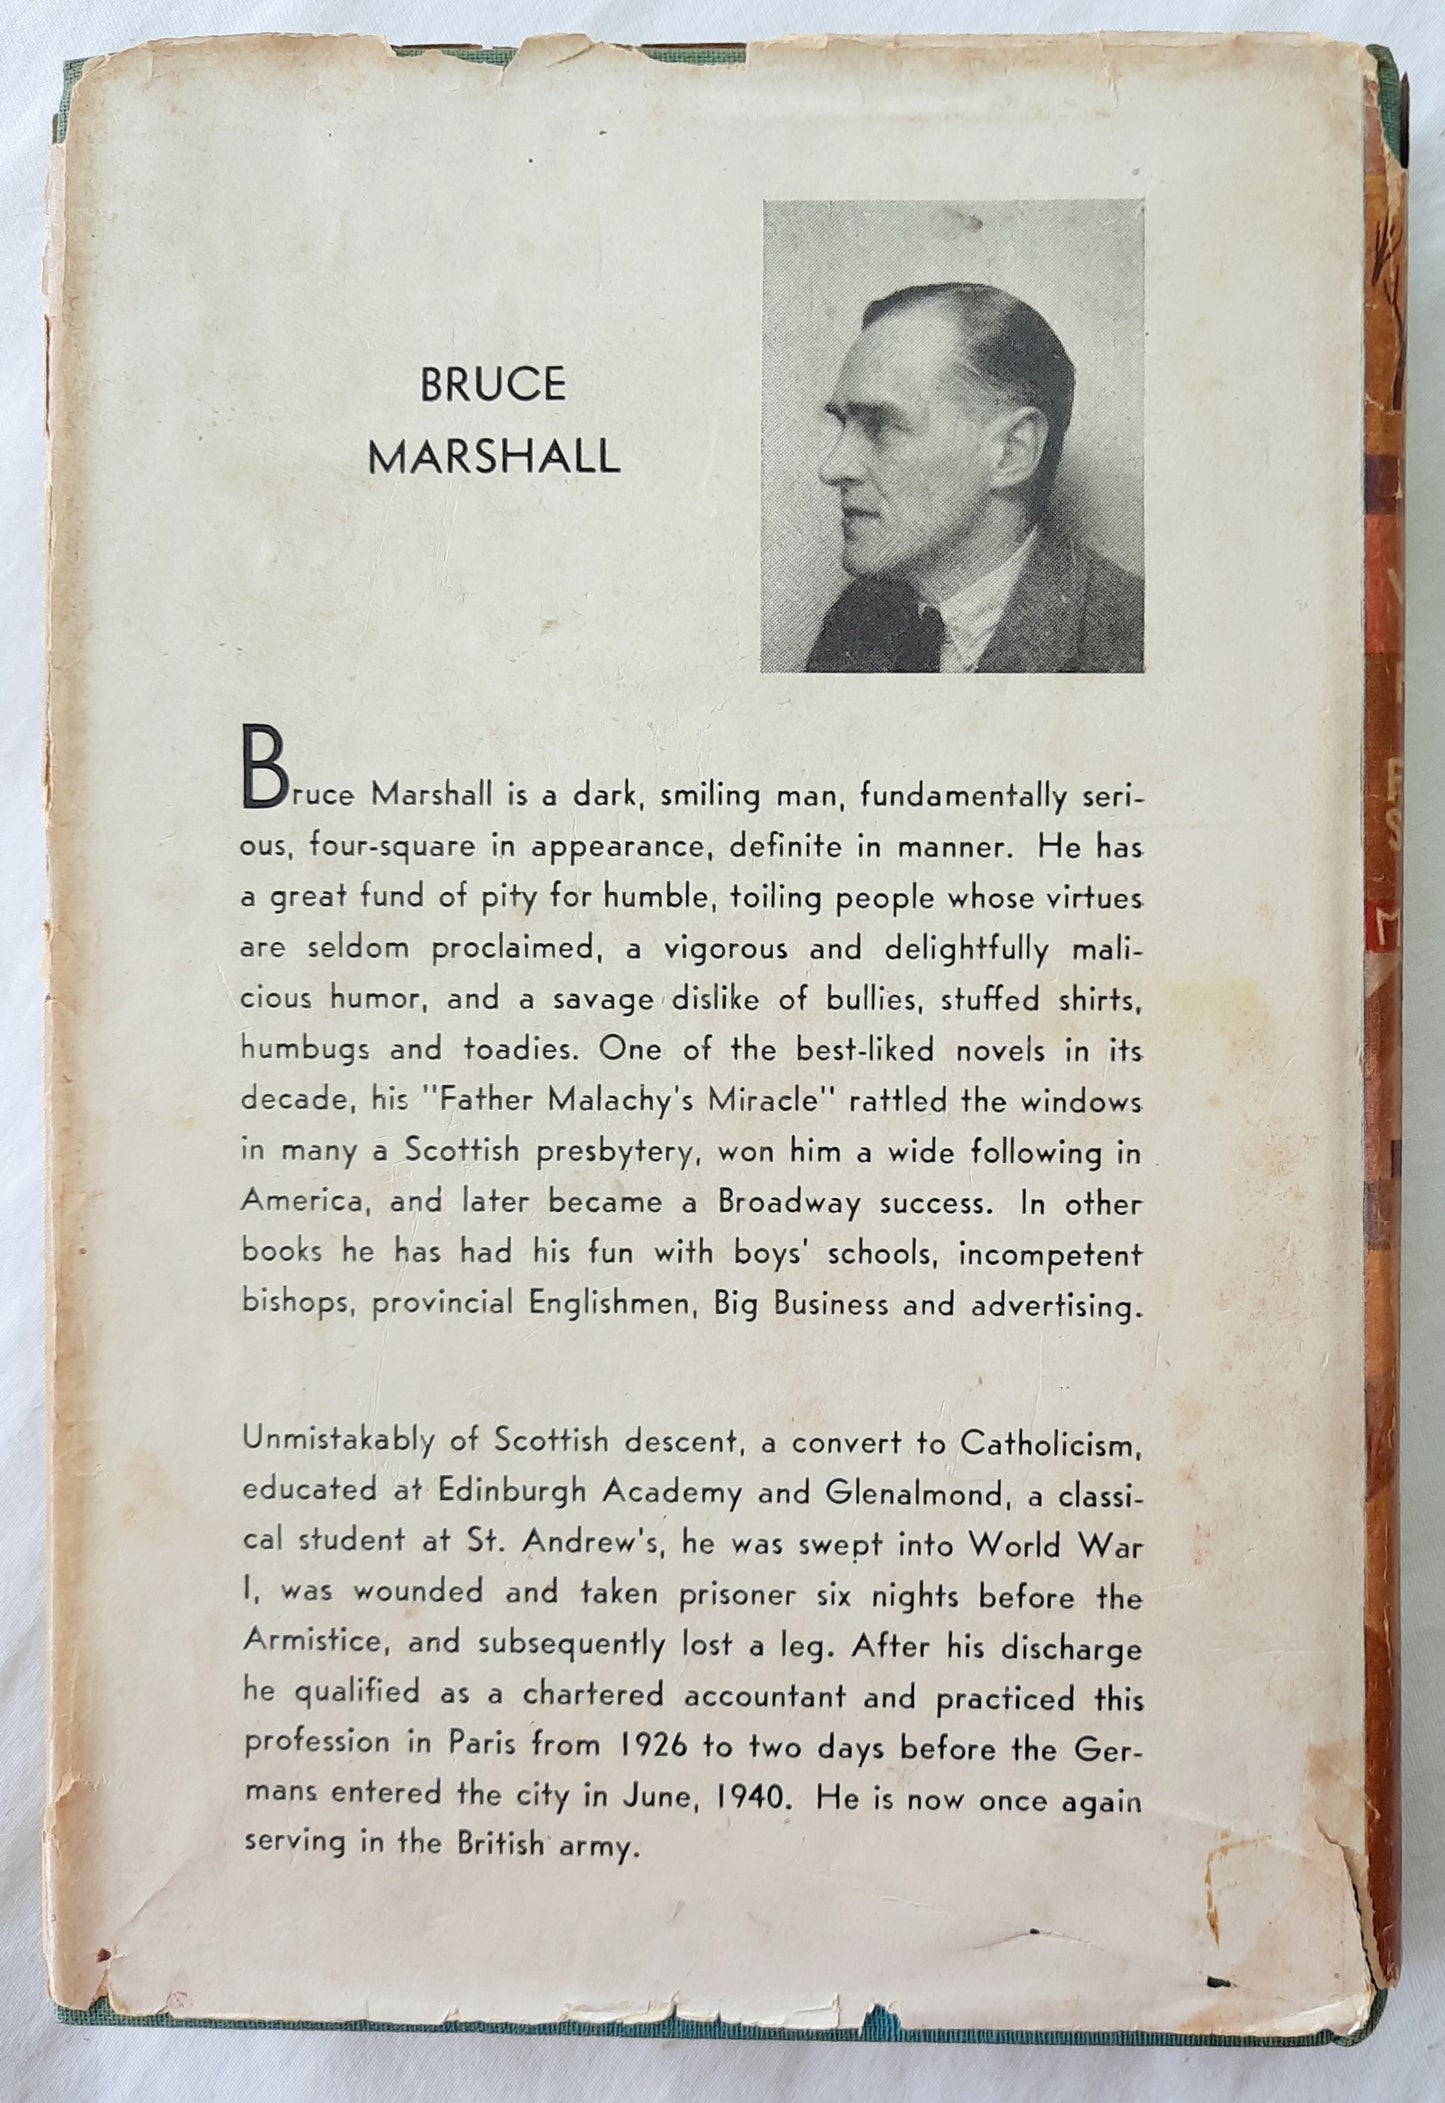 BRUCE
MARSHALL
Bruce Marshall is a dark, smiling man, fundamentally seri-
ous, four-square in appearance, definite in manner. He has
a great fund of pity for humble, toiling people whose virtues
are seldom proclaimed, a vigorous and delightfully mali-
cious humor, and a savage dislike of bullies, stuffed shirts,
humbugs and toadies. One of the best-liked novels in its
decade, his "Father Malachy's Miracle" rattled the windows
in many a Scottish presbytery, won him a wide following in
America, and later became a Broadway success. In other
books he has had his fun with boys' schools, incompetent
bishops, provincial Englishmen, Big Business and advertising.
Unmistakably of Scottish descent, a convert to Catholicism,
educated at Edinburgh Academy and Glenalmond, a classi-
cal student at St. Andrew's, he was swept into World War
I, was wounded and taken prisoner six nights before the
Armistice, and subsequently lost a leg. After his discharge
he qualified as a chartered accountant and practiced this
profession in Paris from 1926 to two days before the Ger-
mans entered the city in June, 1940. He is now once again
serving in the British army.